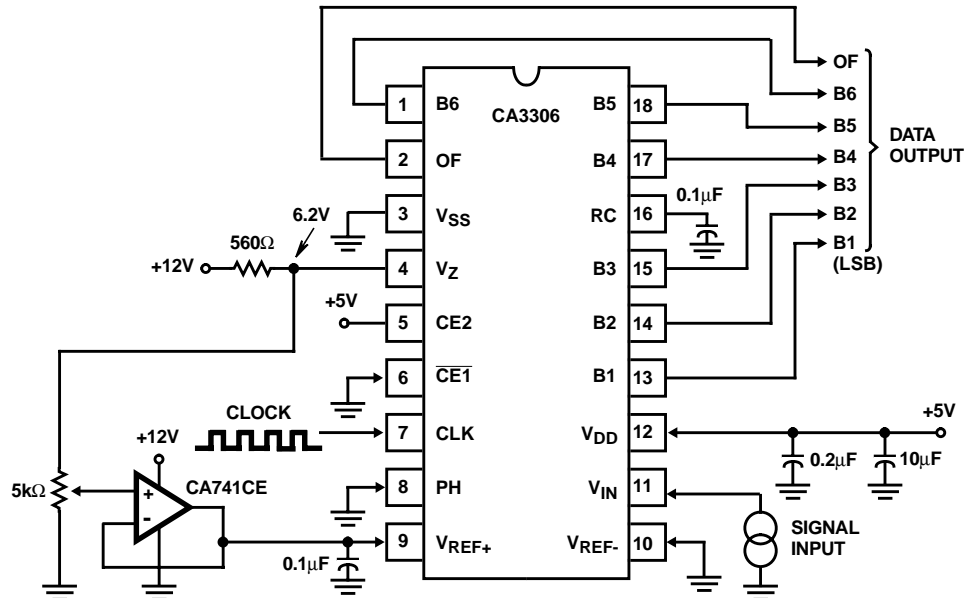 OF
B6
B5
B4
B3
B2
B1
(LSB)
DATA
OUTPUT
CA3306
1 B6
2 OF
3 VSS
4 VZ
5 CE2
6 CE1
7 CLK
8 PH
9 VREF+
B5 18
B4 17
RC 16
B3 15
B2 14
B1 13
VDD 12
VIN 11
VREF- 10
0.1μF
6.2V
560Ω
+12V
+5V
CLOCK
+12V
CA741CE
5kΩ
+
-
0.1μF
+5V
0.2μF
10μF
SIGNAL
INPUT